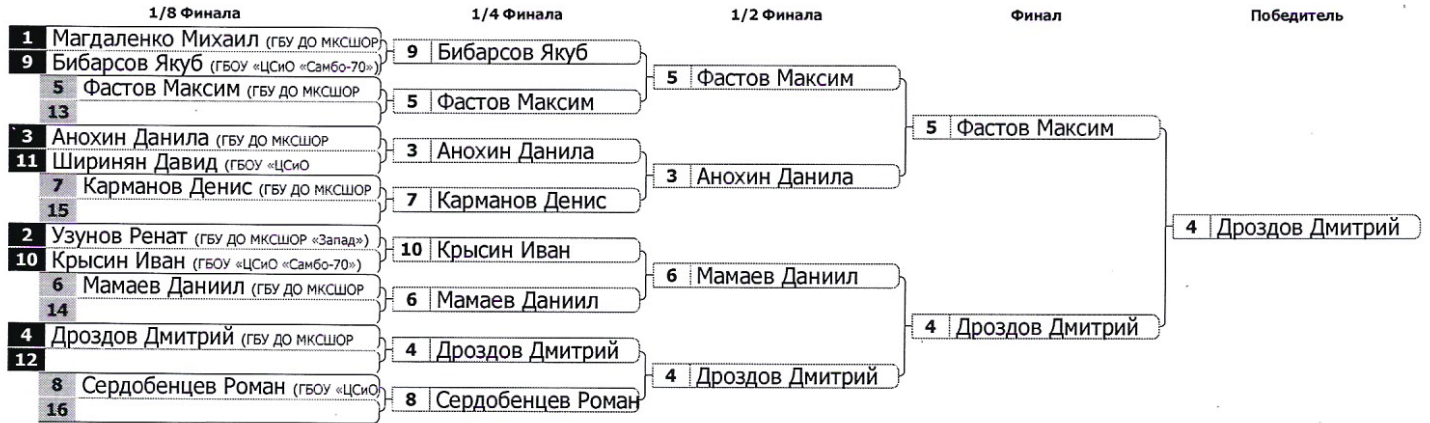 1/8 Финала 1/4 Финала 1/2 Финала Финал Победитель
1 Магдаленко Михаил (ГБУ ДО МКСШОР
9 Бибарсов Якуб (ГБОУ «ЦСиО «Самбо-70»)
5 Фастов Максим (ГБУ ДО МКСШОР
13
3 Анохин Данила (ГБУ ДО МКСШОР
11 Ширинян Давид (ГБОУ «ЦСиО
7 Карманов Денис (ГБУ ДО МКСШОР
15
2 Узунов Ренат (ГБУ ДО МКСШОР «Запад»)
10 Крысин Иван (ГБОУ «ЦСиО «Самбо-70»)
6 Мамаев Даниил (ГБУ ДО МКСШОР
14
4 Дроздов Дмитрий (ГБУ ДО МКСШОР
12
8 Сердобенцев Роман (ГБОУ «ЦСиО
16
9 Бибарсов Якуб
5 Фастов Максим
3 Анохин Данила
7 Карманов Денис
10 Крысин Иван
6 Мамаев Даниил
4 Дроздов Дмитрий
8 Сердобенцев Роман
5 Фастов Максим
3 Анохин Данила
6 Мамаев Даниил
4 Дроздов Дмитрий
5 Фастов Максим
4 Дроздов Дмитрий
4 Дроздов Дмитрий